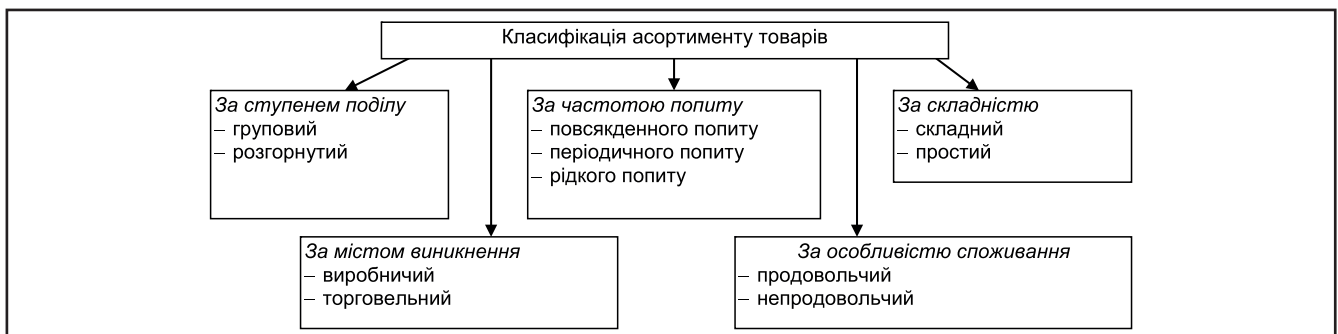 Класифікація асортименту товарів
За ступенем поділу
– груповий
– розгорнутий
За частотою попиту
– повсякденного попиту
– періодичного попиту
– рідкого попиту
За складністю
– складний
– простий
За містом виникнення
– виробничий
– торговельний
За особливістю споживання
– продовольчий
– непродовольчий